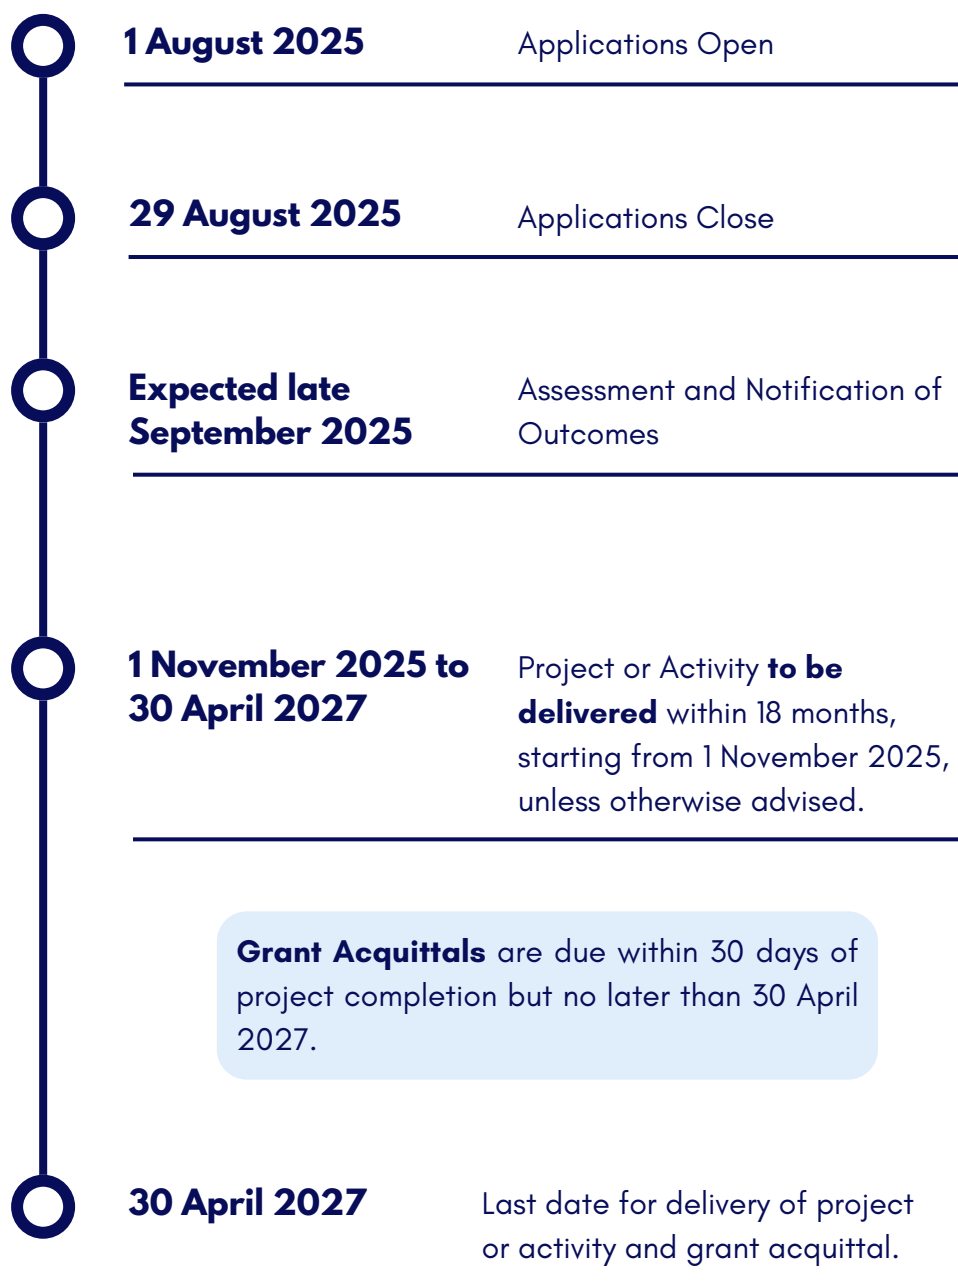 1 August 2025 Applications Open
29 August 2025 Applications Close
Expected late Assessment and Notification of
September 2025 Outcomes
1 November 2025 to Project or Activity to be
30 April 2027 delivered within 18 months,
starting from 1 November 2025,
unless otherwise advised.
Grant Acquittals are due within 30 days of
project completion but no later than 30 April
2027.
30 April 2027 Last date for delivery of project
or activity and grant acquittal.